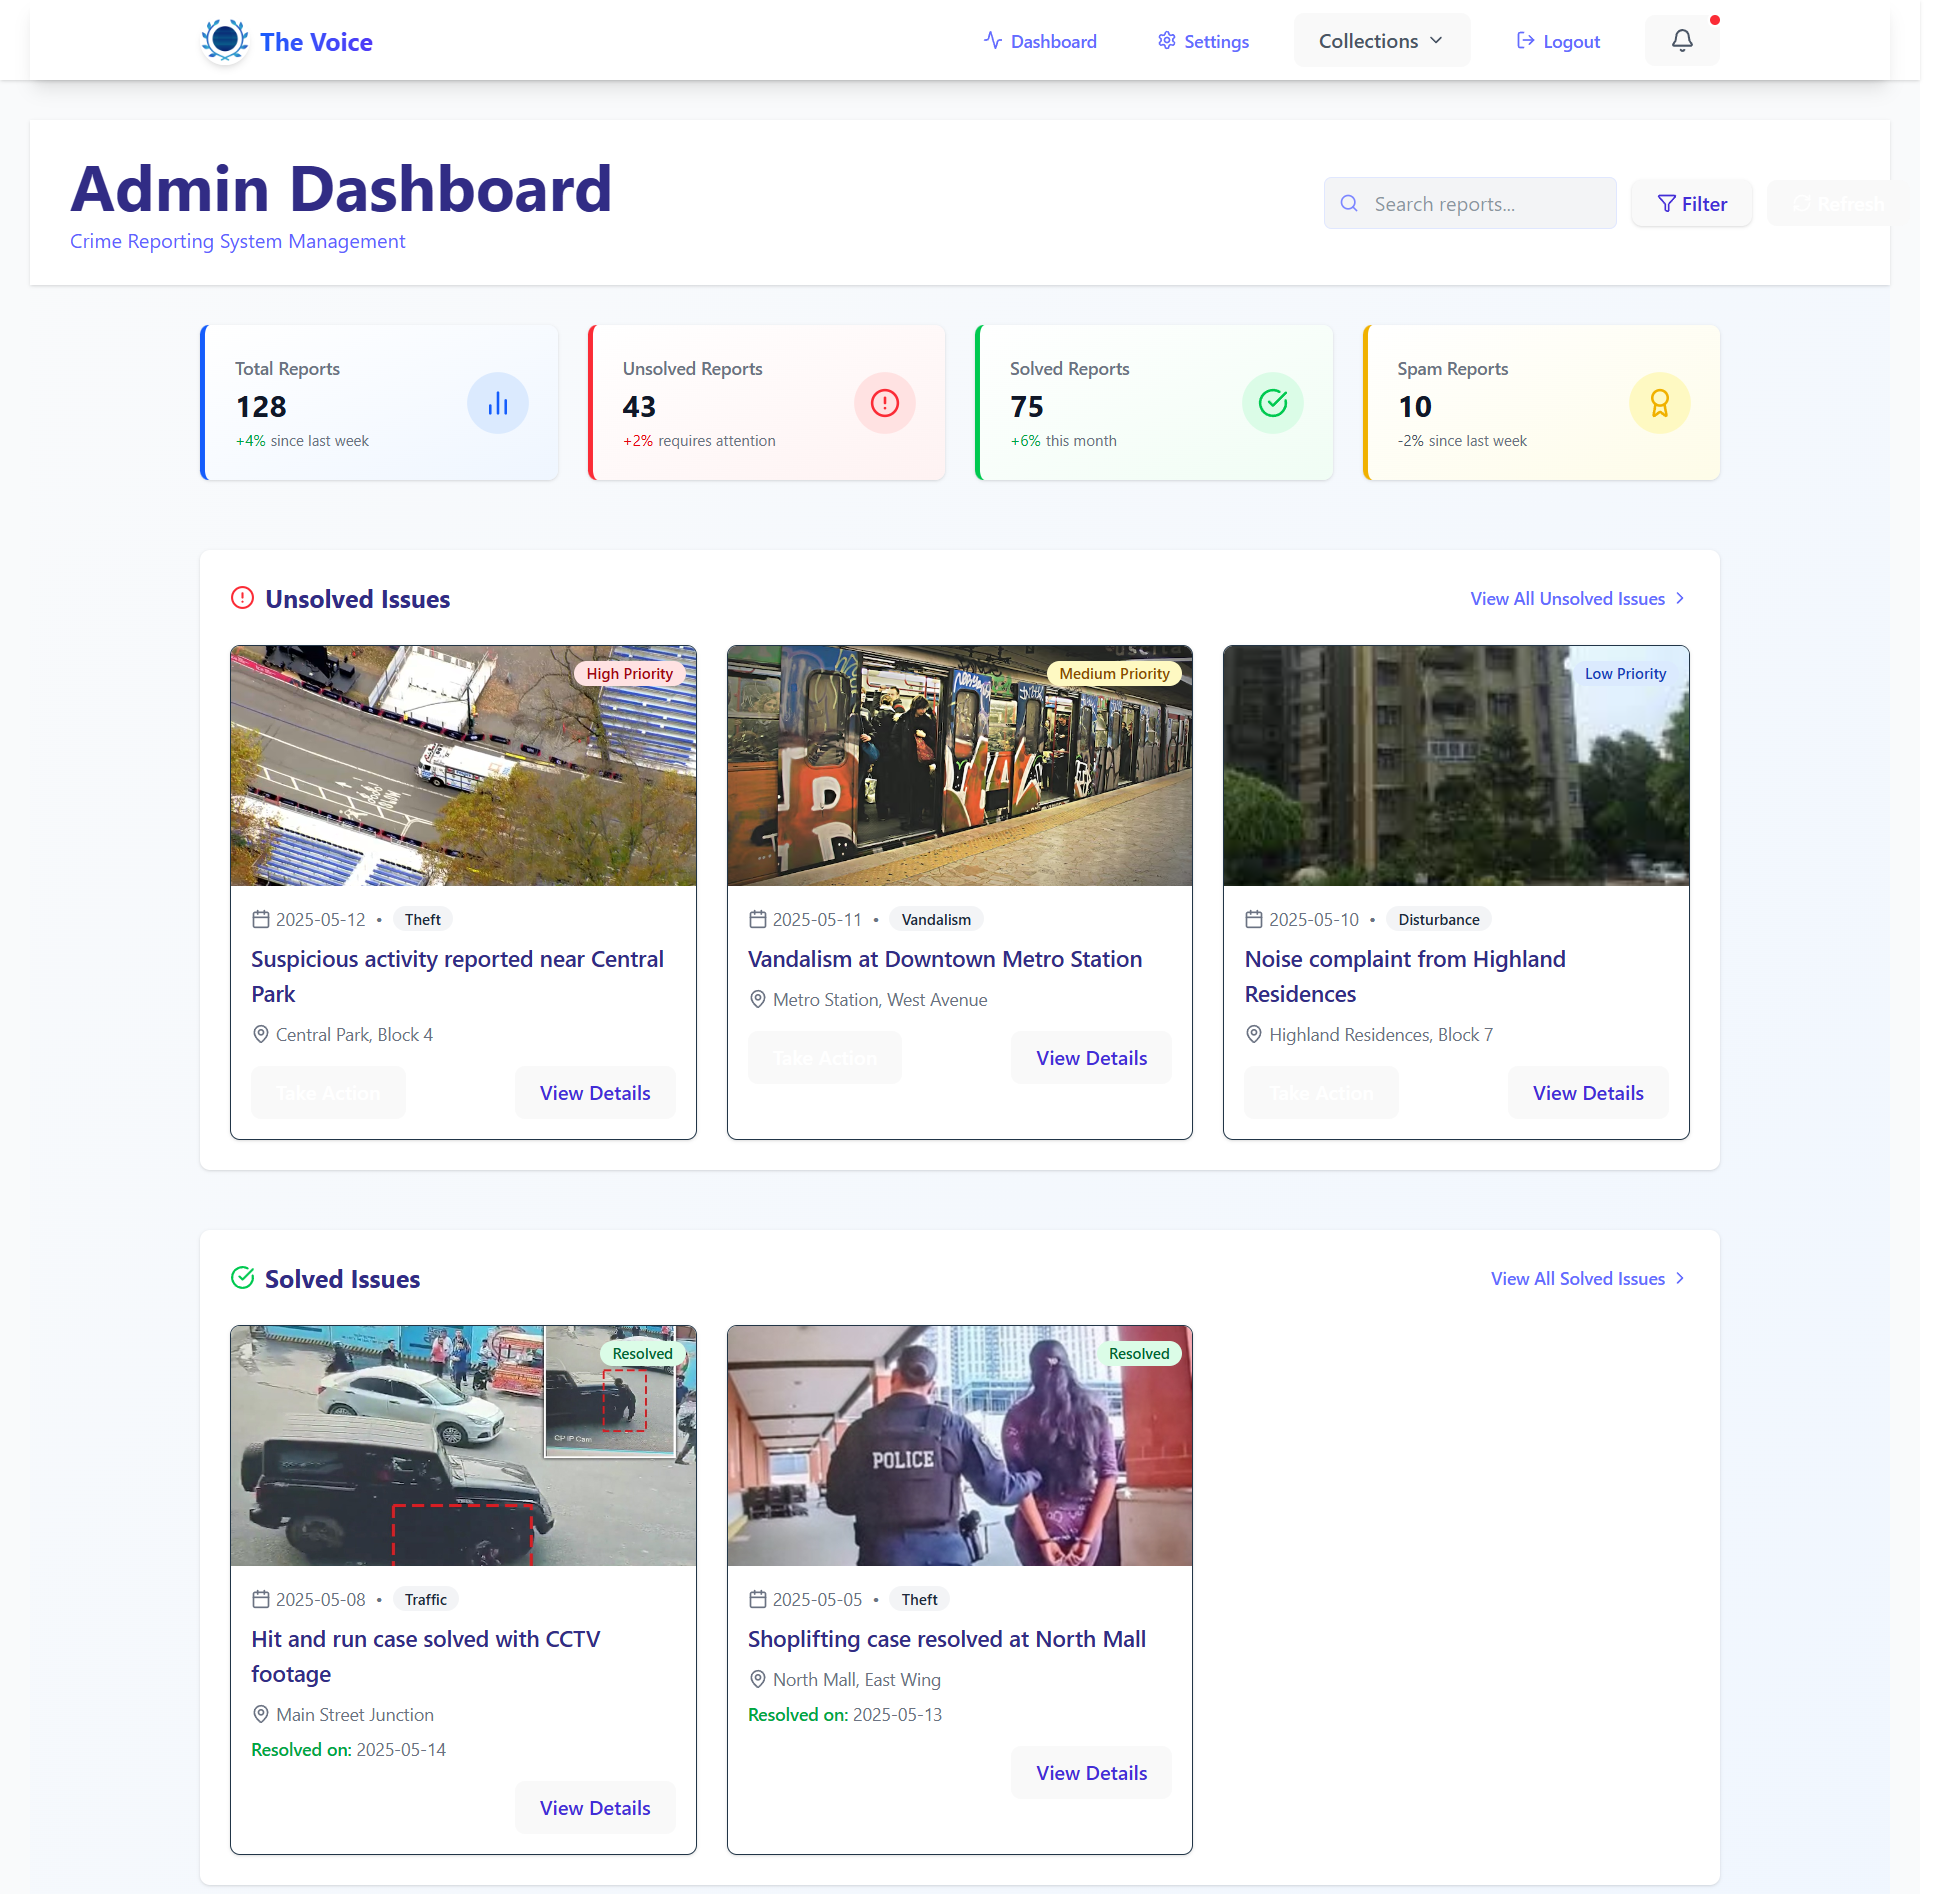 The Voice
Dashboard
Settings
Collections
Logout
Admin Dashboard
Crime Reporting System Management
Search reports...
Filter
Refresh
Total Reports
128
+4% since last week
Unsolved Reports
43
+2% requires attention
Solved Reports
75
+6% this month
Spam Reports
10
-2% since last week
Unsolved Issues
View All Unsolved Issues
High Priority
2025-05-12 • Theft
Suspicious activity reported near Central
Park
Central Park, Block 4
Take Action
View Details
Medium Priority
2025-05-11 • Vandalism
Vandalism at Downtown Metro Station
Metro Station, West Avenue
Take Action
View Details
Low Priority
2025-05-10 • Disturbance
Noise complaint from Highland
Residences
Highland Residences, Block 7
Take Action
View Details
Solved Issues
View All Solved Issues
Resolved
CP IP Cam
2025-05-08 • Traffic
Hit and run case solved with CCTV
footage
Main Street Junction
Resolved on: 2025-05-14
View Details
Resolved
POLICE
2025-05-05 • Theft
Shoplifting case resolved at North Mall
North Mall, East Wing
Resolved on: 2025-05-13
View Details